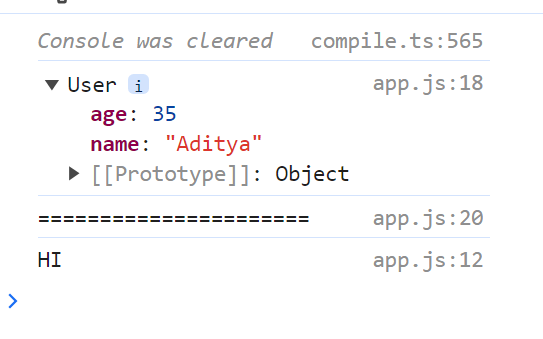 Console was cleared compile.ts:565
User i app.js:18
age: 35
name: "Aditya"
[[Prototype]]: Object
====================== app.js:20
HI app.js:12